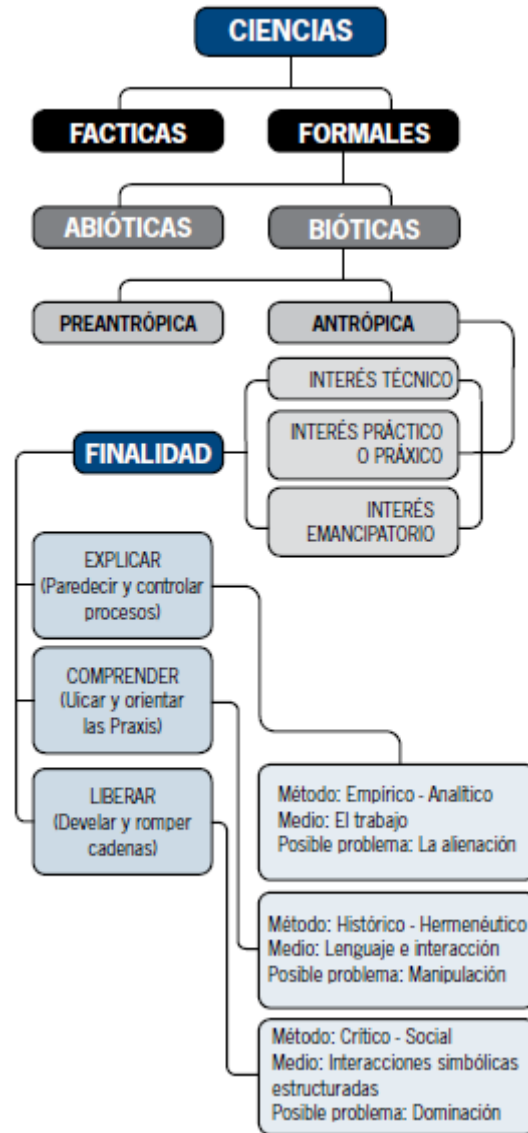 CIENCIAS
FACTICAS
FORMALES
ABIÓTICAS
BIÓTICAS
PREANTRÓPICA
ANTRÓPICA
INTERÉS TÉCNICO
INTERÉS PRÁCTICO
O PRÁXICO
INTERÉS
EMANCIPATORIO
FINALIDAD
EXPLICAR
(Paredecir y controlar
procesos)
COMPRENDER
(Uicar y orientar
las Praxis)
LIBERAR
(Develar y romper
cadenas)
Método: Empírico - Analítico
Medio: El trabajo
Posible problema: La alienación
Método: Histórico - Hermenéutico
Medio: Lenguaje e interacción
Posible problema: Manipulación
Método: Crítico - Social
Medio: Interacciones simbólicas
estructuradas
Posible problema: Dominación